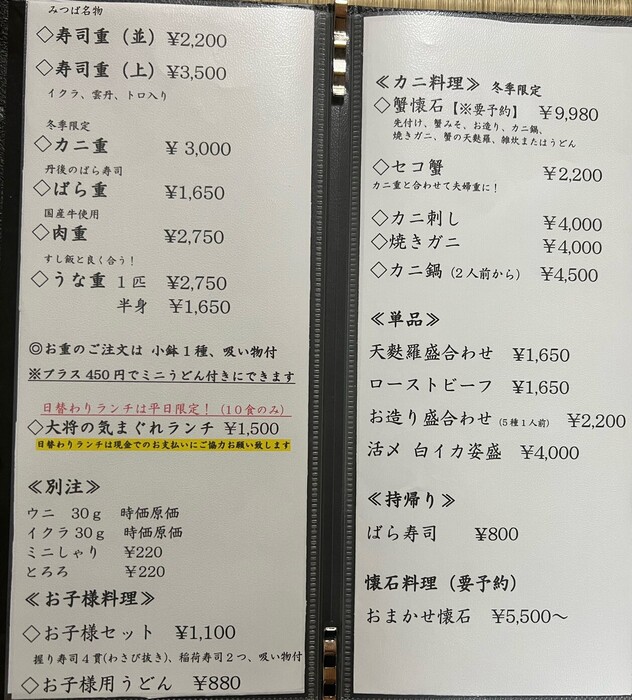 みつば名物
◇寿司重（並）¥2,200
◇寿司重（上）¥3,500
イクラ、雲丹、トロ入り
冬季限定
◇カニ重 ¥3,000
丹後のばら寿司
◇ばら重 ¥1,650
国産牛使用
◇肉重 ¥2,750
すし飯と良く合う！
◇うな重 1匹 ¥2,750
半身 ¥1,650
◎お重のご注文は 小鉢１種、吸い物付
※プラス450円でミニうどん付きにできます
日替わりランチは平日限定！（10食のみ）
◇大将の気まぐれランチ ¥1,500
日替わりランチは現金でのお支払いにご協力お願い致します
≪別注≫
ウニ 30g 時価原価
イクラ30g 時価原価
ミニしゃり ¥220
とろろ ¥220
≪お子様料理≫
◇お子様セット ¥1,100
握り寿司４貫(わさび抜き)、稲荷寿司２つ、吸い物付
◇お子様用うどん ¥880
≪カニ料理≫ 冬季限定
◇蟹懐石【※要予約】 ¥9,980
先付け、蟹みそ、お造り、カニ鍋、
焼きガニ、蟹の天麩羅、雑炊またはうどん
◇セコ蟹 ¥2,200
カニ重と合わせて夫婦重に！
◇カニ刺し ¥4,000
◇焼きガニ ¥4,000
◇カニ鍋（２人前から） ¥4,500
≪単品≫
天麩羅盛合わせ ¥1,650
ローストビーフ ¥1,650
お造り盛合わせ（5種１人前） ¥2,200
活〆 白イカ姿盛 ¥4,000
≪持帰り≫
ばら寿司 ¥800
懐石料理（要予約）
おまかせ懐石 ¥5,500～